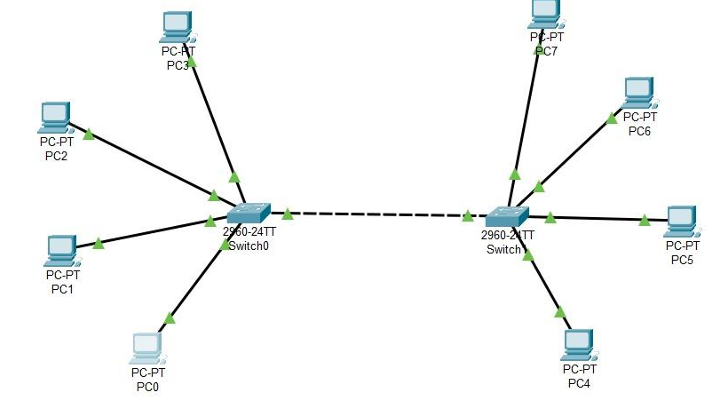 PC-PT
PC3
PC-PT
PC7
PC-PT
PC2
PC-PT
PC6
2960-24TT
Switch0
2960-24TT
Switch
PC-PT
PC5
PC-PT
PC1
PC-PT
PC0
PC-PT
PC4